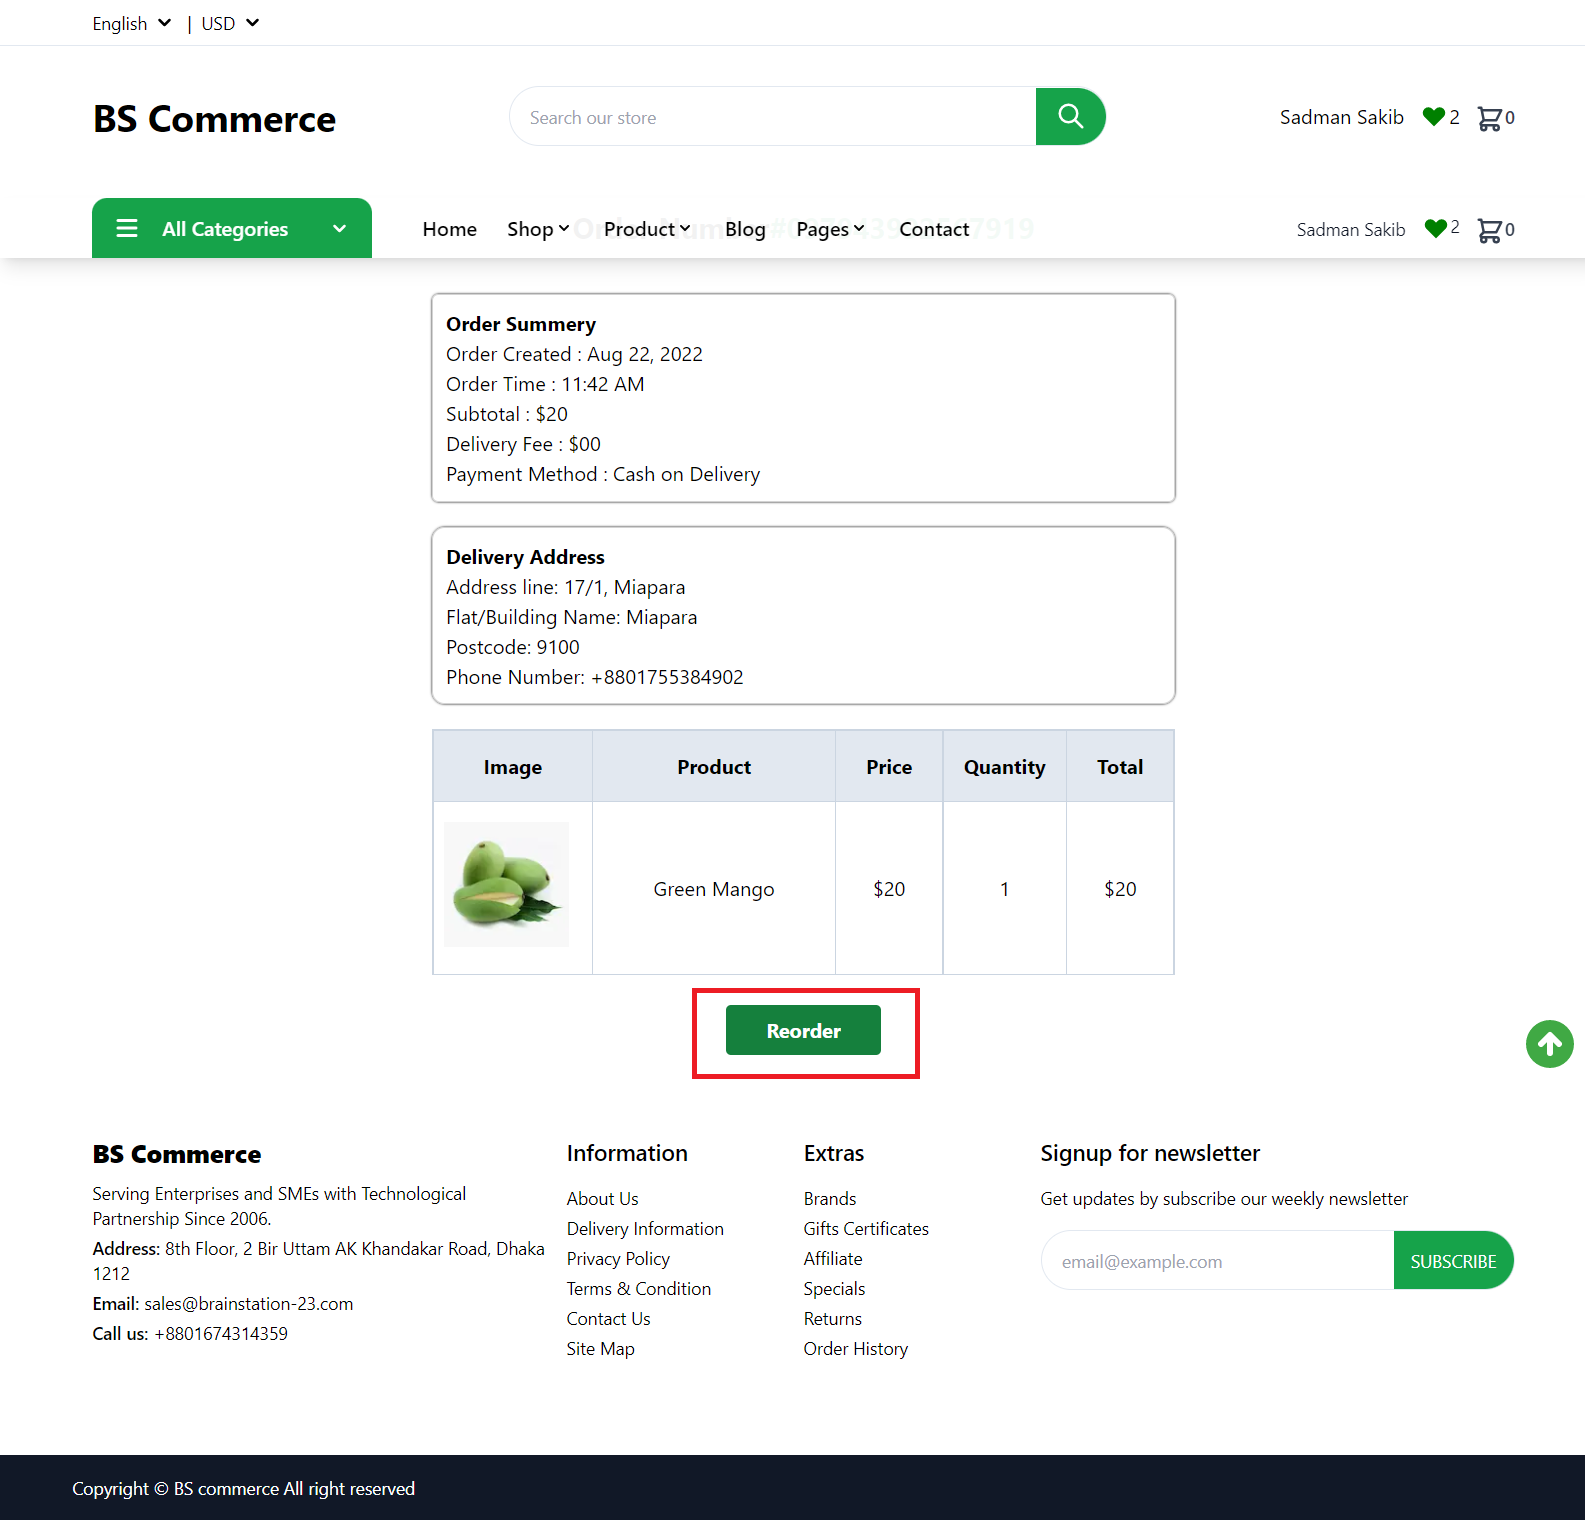 English | USD
BS Commerce
Search our store
Sadman Sakib 2 0
All Categories
Home Shop Product Blog Pages Contact
Sadman Sakib 2 0
Order Summery
Order Created : Aug 22, 2022
Order Time : 11:42 AM
Subtotal : $20
Delivery Fee : $00
Payment Method : Cash on Delivery
Delivery Address
Address line: 17/1, Miapara
Flat/Building Name: Miapara
Postcode: 9100
Phone Number: +8801755384902
Image Product Price Quantity Total
Green Mango $20 1 $20
Reorder
BS Commerce
Serving Enterprises and SMEs with Technological
Partnership Since 2006.
Address: 8th Floor, 2 Bir Uttam AK Khandakar Road, Dhaka
1212
Email: sales@brainstation-23.com
Call us: +8801674314359
Information
About Us
Delivery Information
Privacy Policy
Terms & Condition
Contact Us
Site Map
Extras
Brands
Gifts Certificates
Affiliate
Specials
Returns
Order History
Signup for newsletter
Get updates by subscribe our weekly newsletter
email@example.com SUBSCRIBE
Copyright © BS commerce All right reserved